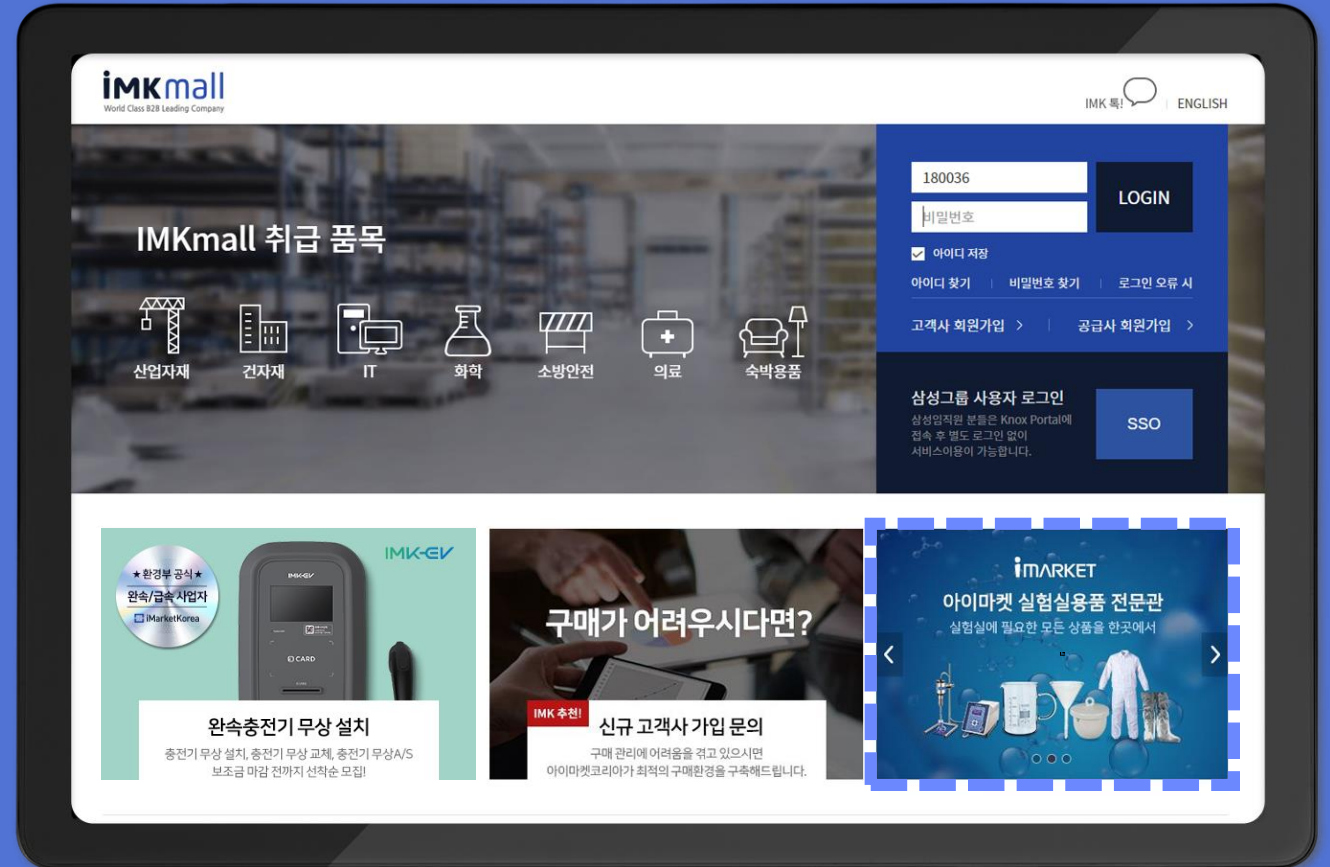 iMKmall
World Class B2B Leading Company
IMK 톡!
ENGLISH
IMKmall 취급 품목
산업자재
건자재
IT
화학
소방안전
의료
숙박용품
180036
비밀번호
LOGIN
아이디 저장
아이디 찾기
비밀번호 찾기
로그인 오류 시
고객사 회원가입 >
공급사 회원가입 >
삼성그룹 사용자 로그인
삼성임직원 분들은 Knox Portal에
접속 후 별도 로그인 없이
서비스이용이 가능합니다.
SSO
★환경부 공식★
완속/급속 사업자
iMarketKorea
IMK-EV
IMK-EV
CARD
완속충전기 무상 설치
충전기 무상 설치, 충전기 무상 교체, 충전기 무상A/S
보조금 마감 전까지 선착순 모집!
구매가 어려우시다면?
IMK 추천!
신규 고객사 가입 문의
구매 관리에 어려움을 겪고 있으시면
아이마켓코리아가 최적의 구매환경을 구축해드립니다.
iMARKET
아이마켓 실험실용품 전문관
실험실에 필요한 모든 상품을 한곳에서